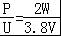 P/U = 2W/3.8V